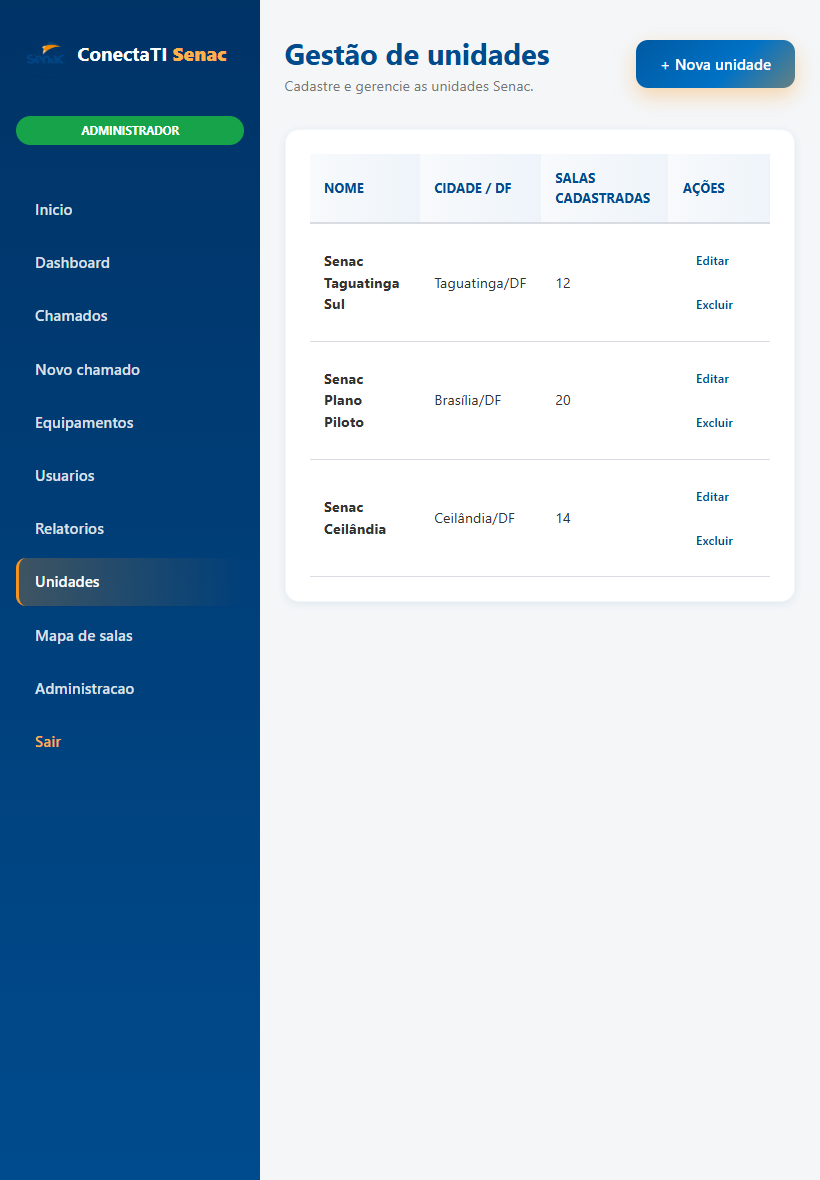 Senac
ConectaTI Senac
ADMINISTRADOR
Inicio
Dashboard
Chamados
Novo chamado
Equipamentos
Usuarios
Relatorios
Unidades
Mapa de salas
Administracao
Sair
Gestão de unidades
Cadastre e gerencie as unidades Senac.
+ Nova unidade
NOME
CIDADE / DF
SALAS
CADASTRADAS
AÇÕES
Senac
Taguatinga
Sul
Taguatinga/DF
12
Editar
Excluir
Senac
Plano
Piloto
Brasília/DF
20
Editar
Excluir
Senac
Ceilândia
Ceilândia/DF
14
Editar
Excluir